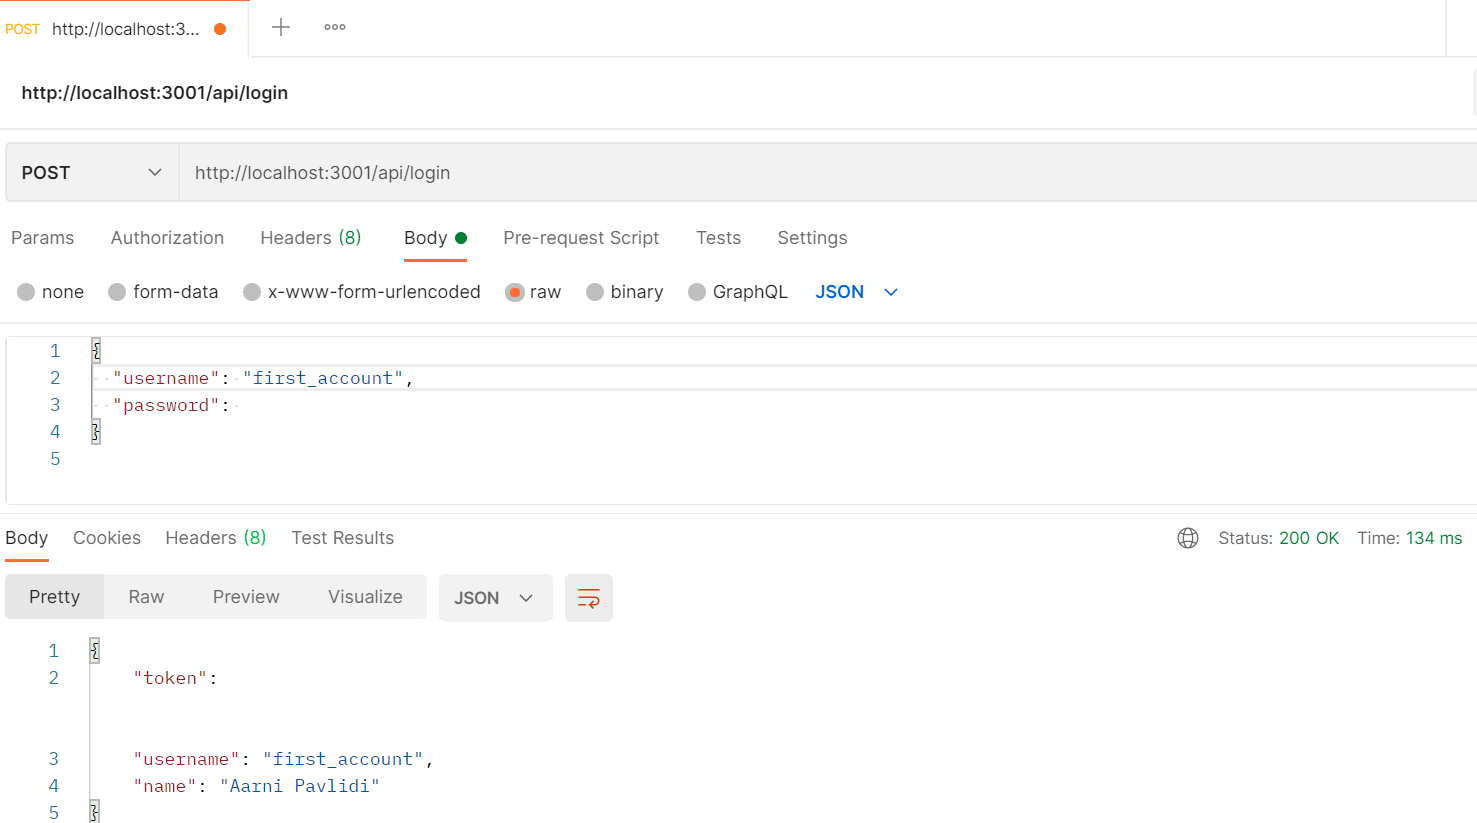 POST http://localhost:3...
http://localhost:3001/api/login
POST http://localhost:3001/api/login
Params Authorization Headers (8) Body Pre-request Script Tests Settings
none form-data x-www-form-urlencoded raw binary GraphQL JSON
1 {
2 "username": "first_account",
3 "password":
4 }
5
Body Cookies Headers (8) Test Results Status: 200 OK Time: 134 ms
Pretty Raw Preview Visualize JSON
1 {
2 "token":
3 "username": "first_account",
4 "name": "Aarni Pavlidi"
5 }